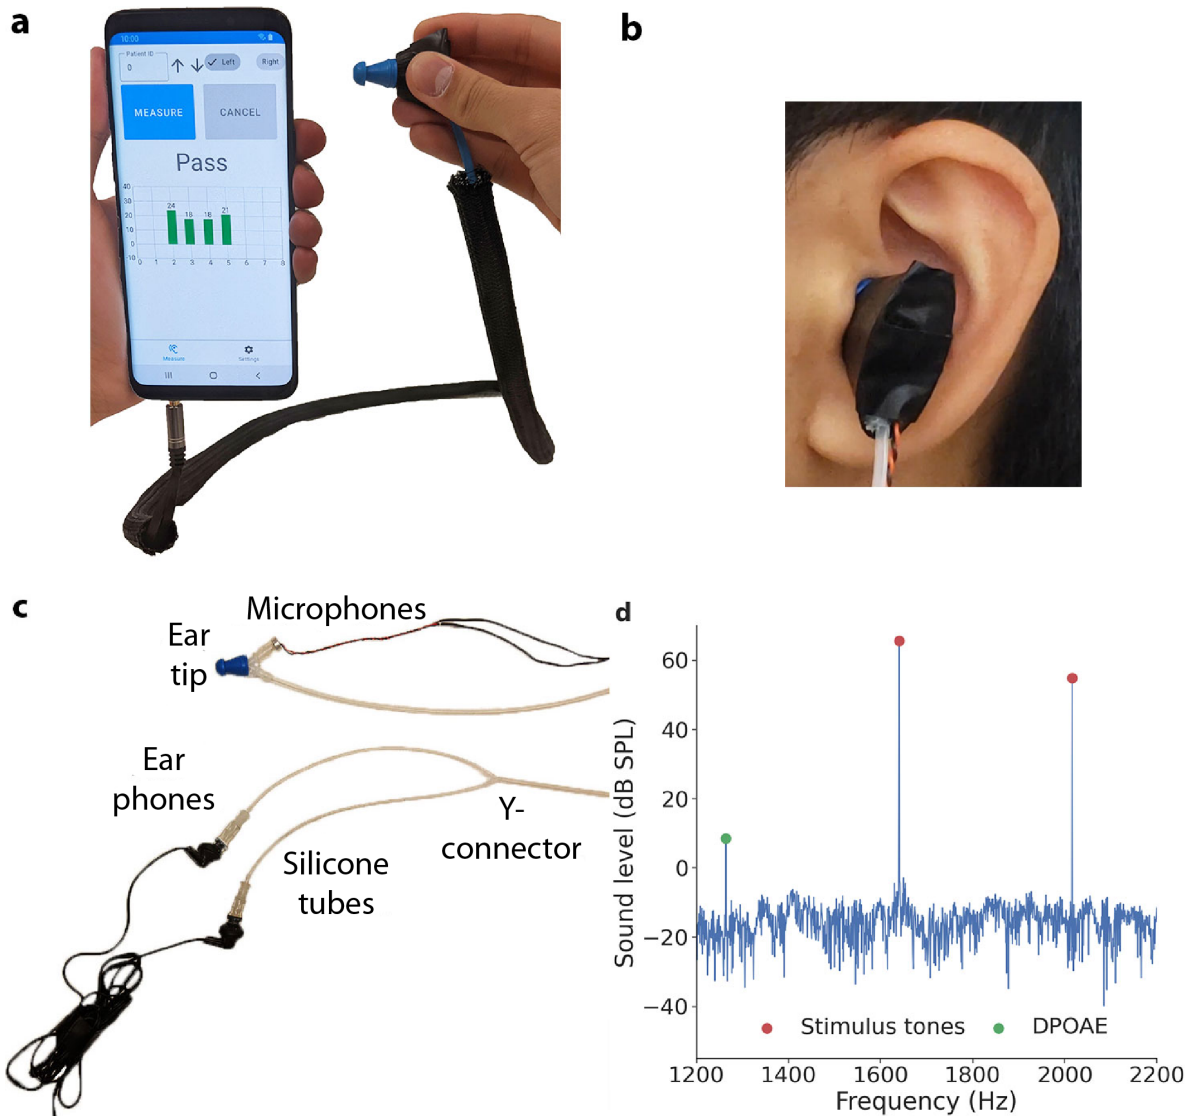 a
10:00
Patient ID
0
Left
Right
MEASURE
CANCEL
Pass
40
30
20
10
0
10
24
18
18
21
0 1 2 3 4 5 6 7 8
Measure
Settings
b
c
Microphones
Ear
tip
Ear
phones
Y-
connector
Silicone
tubes
d
Sound level (dB SPL)
60
40
20
0
−20
−40
Stimulus tones
DPOAE
1200 1400 1600 1800 2000 2200
Frequency (Hz)